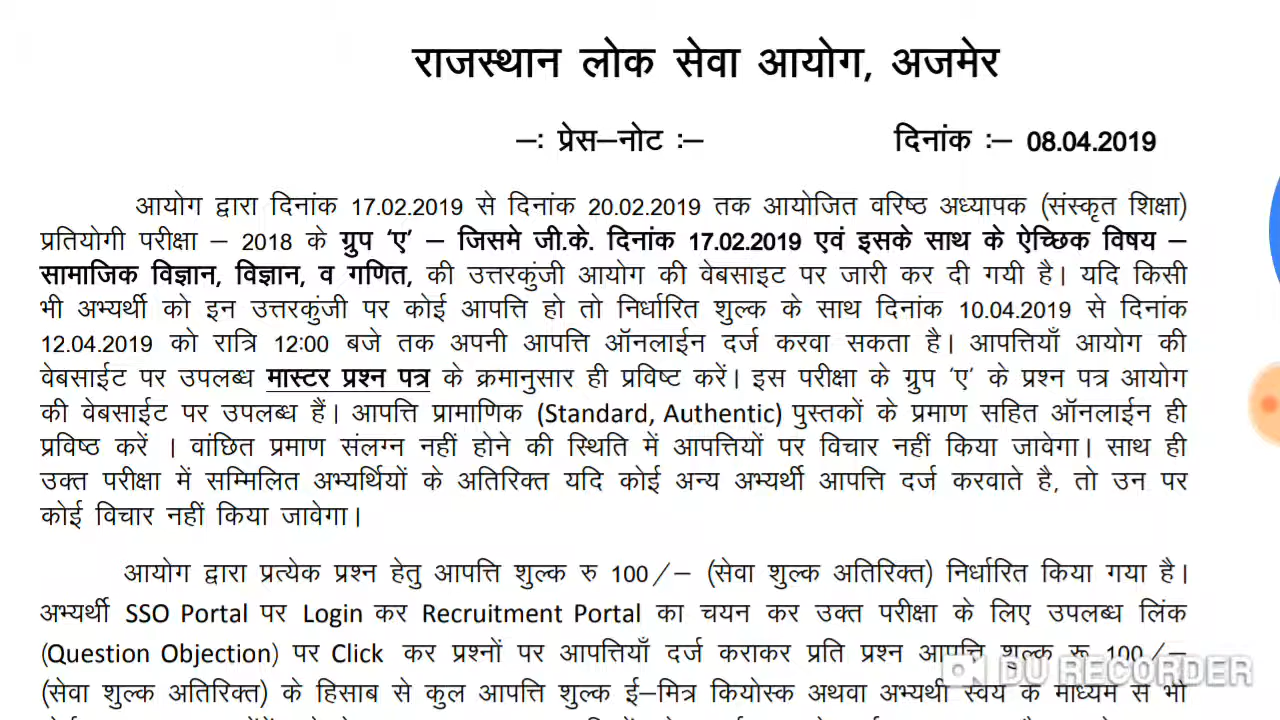 राजस्थान लोक सेवा आयोग, अजमेर
–: प्रेस–नोट :– दिनांक :– 08.04.2019
आयोग द्वारा दिनांक 17.02.2019 से दिनांक 20.02.2019 तक आयोजित वरिष्ठ अध्यापक (संस्कृत शिक्षा)
प्रतियोगी परीक्षा – 2018 के ग्रुप ‘ए’ – जिसमे जी.के. दिनांक 17.02.2019 एवं इसके साथ के ऐच्छिक विषय –
सामाजिक विज्ञान, विज्ञान, व गणित, की उत्तरकुंजी आयोग की वेबसाइट पर जारी कर दी गयी है। यदि किसी
भी अभ्यर्थी को इन उत्तरकुंजी पर कोई आपत्ति हो तो निर्धारित शुल्क के साथ दिनांक 10.04.2019 से दिनांक
12.04.2019 को रात्रि 12:00 बजे तक अपनी आपत्ति ऑनलाईन दर्ज करवा सकता है। आपत्तियाँ आयोग की
वेबसाईट पर उपलब्ध मास्टर प्रश्न पत्र के क्रमानुसार ही प्रविष्ट करें। इस परीक्षा के ग्रुप ‘ए’ के प्रश्न पत्र आयोग
की वेबसाईट पर उपलब्ध हैं। आपत्ति प्रामाणिक (Standard, Authentic) पुस्तकों के प्रमाण सहित ऑनलाईन ही
प्रविष्ठ करें । वांछित प्रमाण संलग्न नहीं होने की स्थिति में आपत्तियों पर विचार नहीं किया जावेगा। साथ ही
उक्त परीक्षा में सम्मिलित अभ्यर्थियों के अतिरिक्त यदि कोई अन्य अभ्यर्थी आपत्ति दर्ज करवाते है, तो उन पर
कोई विचार नहीं किया जावेगा।
आयोग द्वारा प्रत्येक प्रश्न हेतु आपत्ति शुल्क रु 100/– (सेवा शुल्क अतिरिक्त) निर्धारित किया गया है।
अभ्यर्थी SSO Portal पर Login कर Recruitment Portal का चयन कर उक्त परीक्षा के लिए उपलब्ध लिंक
(Question Objection) पर Click कर प्रश्नों पर आपत्तियाँ दर्ज कराकर प्रति प्रश्न आपत्ति शुल्क रू 100/–
(सेवा शुल्क अतिरिक्त) के हिसाब से कुल आपत्ति शुल्क ई–मित्र कियोस्क अथवा अभ्यर्थी स्वयं के माध्यम से भी
DU RECORDER